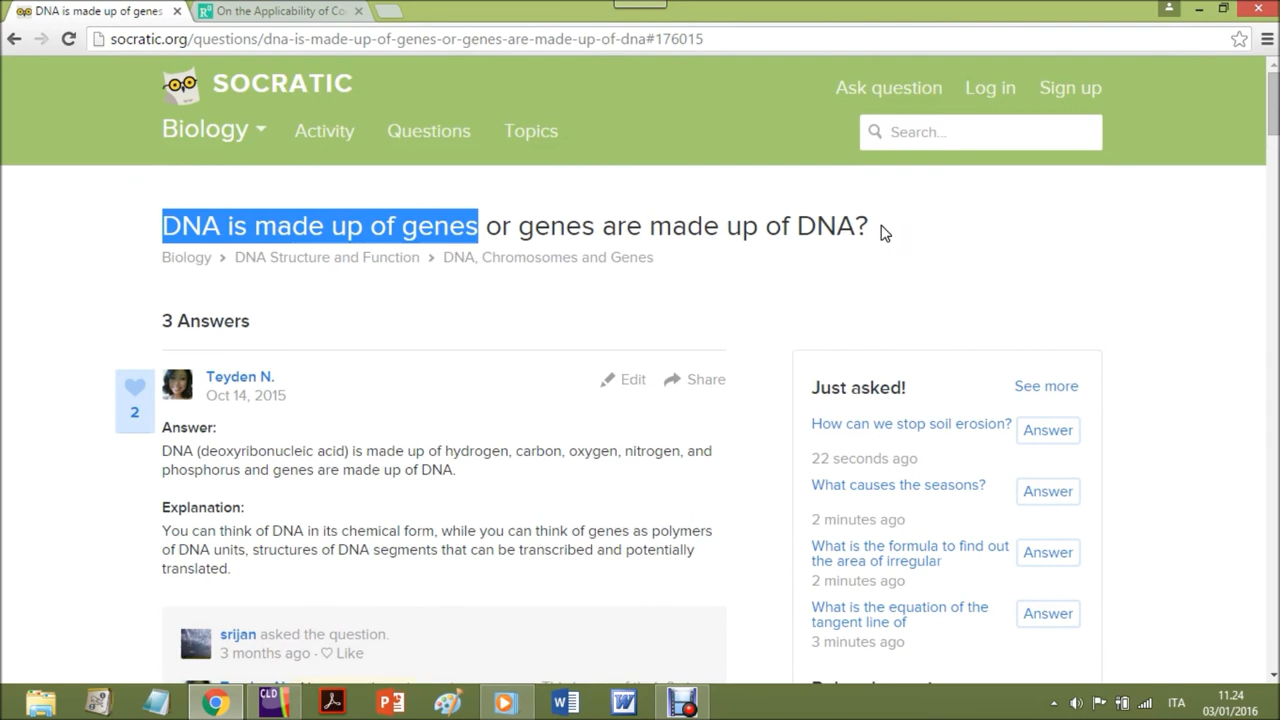 DNA is made up of genes
On the Applicability of Co
socratic.org/questions/dna-is-made-up-of-genes-or-genes-are-made-up-of-dna#176015
SOCRATIC
Ask question Log in Sign up
Biology Activity Questions Topics
Search...
DNA is made up of genes or genes are made up of DNA?
Biology > DNA Structure and Function > DNA, Chromosomes and Genes
3 Answers
2
Teyden N.
Oct 14, 2015
Edit Share
Answer:
DNA (deoxyribonucleic acid) is made up of hydrogen, carbon, oxygen, nitrogen, and
phosphorus and genes are made up of DNA.
Explanation:
You can think of DNA in its chemical form, while you can think of genes as polymers
of DNA units, structures of DNA segments that can be transcribed and potentially
translated.
srijan asked the question.
3 months ago · Like
Just asked! See more
How can we stop soil erosion? Answer
22 seconds ago
What causes the seasons? Answer
2 minutes ago
What is the formula to find out
the area of irregular
Answer
2 minutes ago
What is the equation of the
tangent line of
Answer
3 minutes ago
CLD
ITA
11.24
03/01/2016